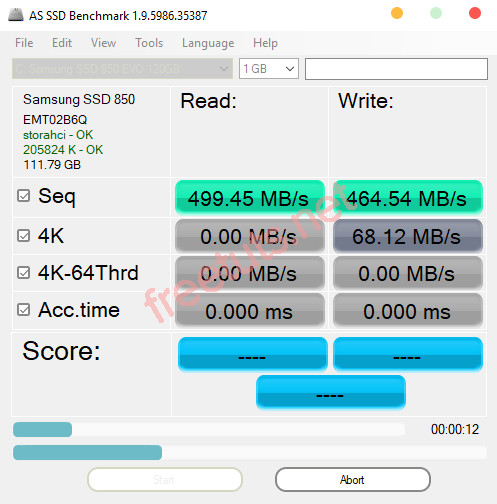 AS SSD Benchmark 1.9.5986.35387
File Edit View Tools Language Help
C: Samsung SSD 850 EVO 120GB 1 GB
Samsung SSD 850 Read: Write:
EMT02B6Q
storahci - OK
205824 K - OK
111.79 GB
Seq 499.45 MB/s 464.54 MB/s
4K 0.00 MB/s 68.12 MB/s
4K-64Thrd 0.00 MB/s 0.00 MB/s
Acc.time 0.000 ms 0.000 ms
Score: ---- ----
----
00:00:12
Start Abort
freetuts.net